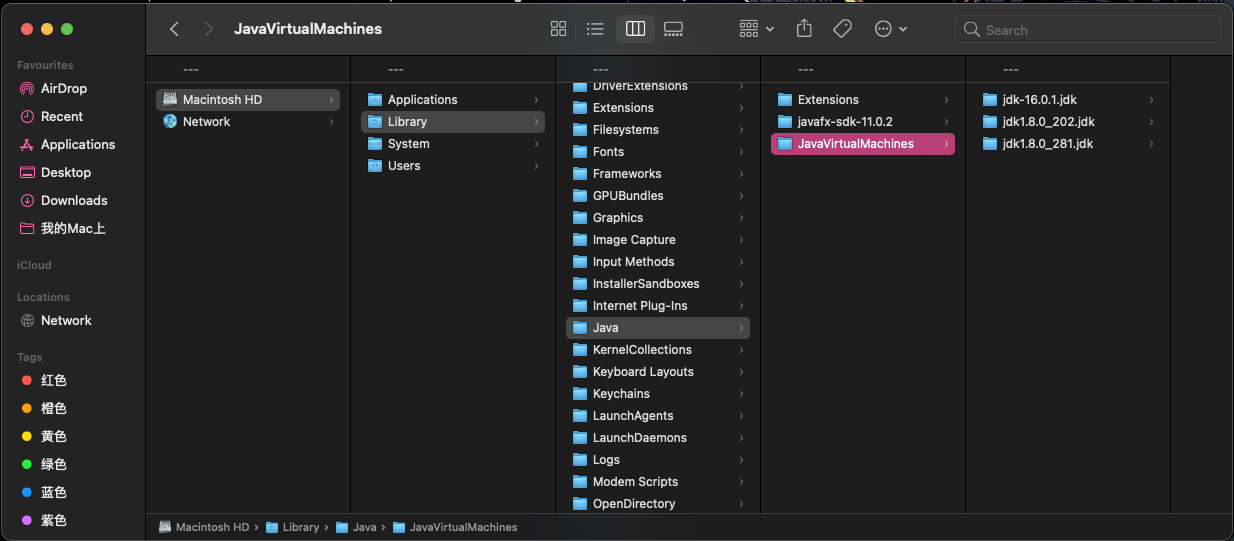 JavaVirtualMachines
Search
Favourites
AirDrop
Recent
Applications
Desktop
Downloads
我的Mac上
iCloud
Locations
Network
Tags
红色
橙色
黄色
绿色
蓝色
紫色
---
Macintosh HD
Network
---
Applications
Library
System
Users
---
DriverExtensions
Extensions
Filesystems
Fonts
Frameworks
GPUBundles
Graphics
Image Capture
Input Methods
InstallerSandboxes
Internet Plug-Ins
Java
KernelCollections
Keyboard Layouts
Keychains
LaunchAgents
LaunchDaemons
Logs
Modem Scripts
OpenDirectory
---
Extensions
javafx-sdk-11.0.2
JavaVirtualMachines
---
jdk-16.0.1.jdk
jdk1.8.0_202.jdk
jdk1.8.0_281.jdk
Macintosh HD › Library › Java › JavaVirtualMachines